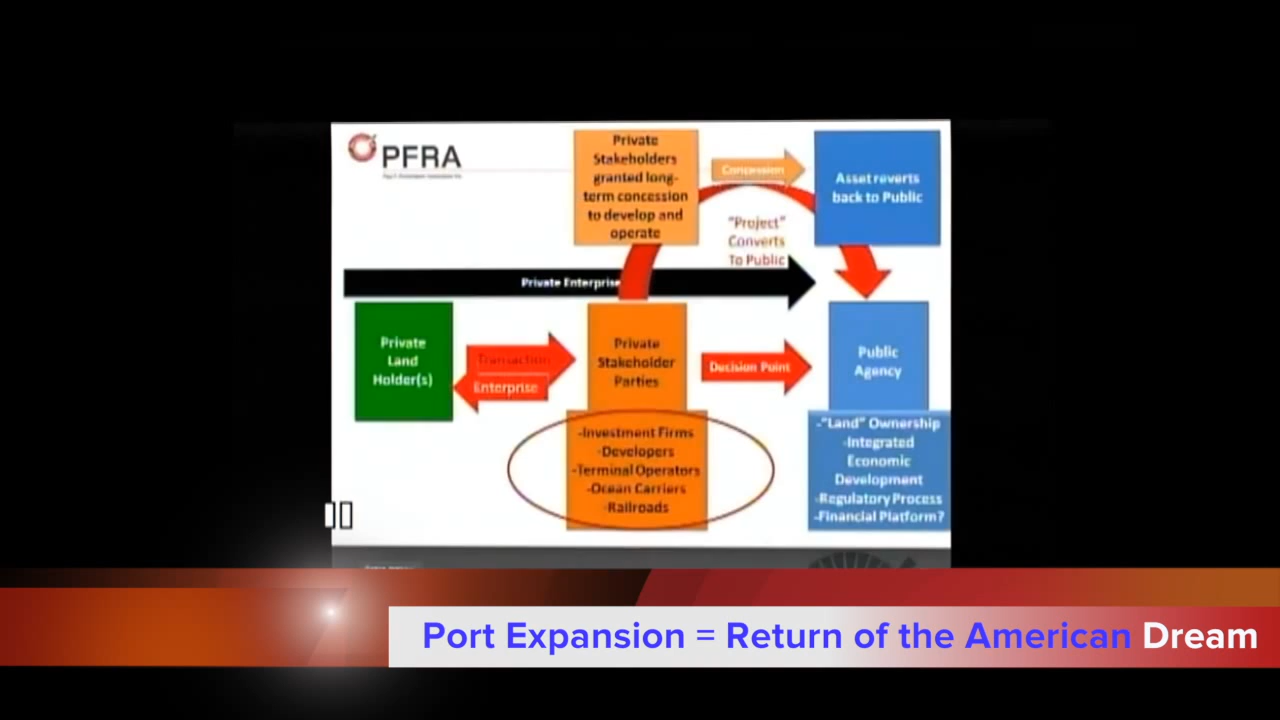 PFRA
Private
Stakeholders
granted long-
term concession
to develop and
operate
Concession
Asset reverts
back to Public
"Project"
Converts
To Public
Private Enterprise
Private
Land
Holder(s)
Transaction
Enterprise
Private
Stakeholder
Parties
Decision Point
Public
Agency
-Investment Firms
-Developers
-Terminal Operators
-Ocean Carriers
-Railroads
-"Land" Ownership
-Integrated
Economic
Development
-Regulatory Process
-Financial Platform?
Port Expansion = Return of the American Dream